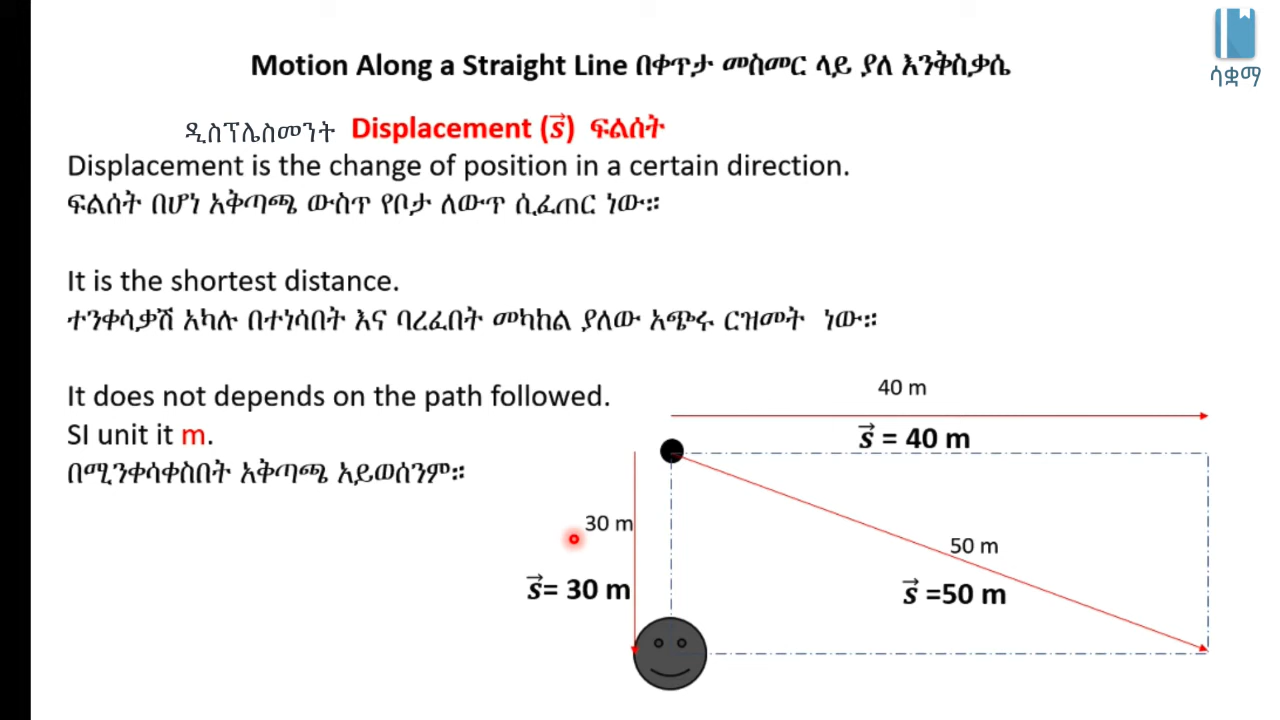 ሳቋማ
Motion Along a Straight Line በቀጥታ መስመር ላይ ያለ እንቅስቃሴ
ዲስፕሌስመንት Displacement (s⃗) ፍልሰት
Displacement is the change of position in a certain direction.
ፍልሰት በሆነ አቅጣጫ ውስጥ የቦታ ለውጥ ሲፈጠር ነው።
It is the shortest distance.
ተንቀሳቃሽ አካሉ በተነሳበት እና ባረፈበት መካከል ያለው አጭሩ ርዝመት ነው።
It does not depends on the path followed.
SI unit it m.
በሚንቀሳቀስበት አቅጣጫ አይወሰንም።
40 m
s⃗ = 40 m
30 m
s⃗= 30 m
50 m
s⃗ =50 m